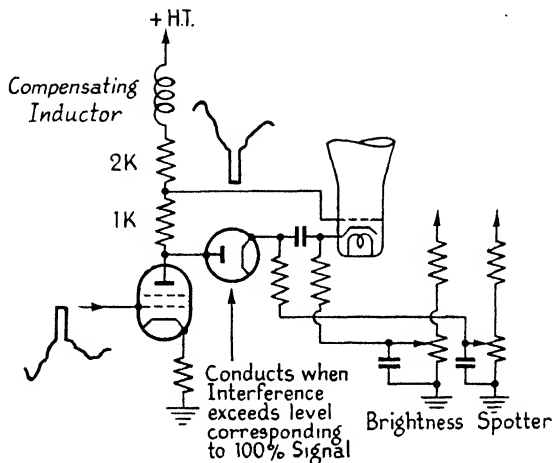 + H.T.
Compensating
Inductor
2K
1K
Conducts when
Interference
exceeds level
corresponding
to 100% Signal
Brightness Spotter